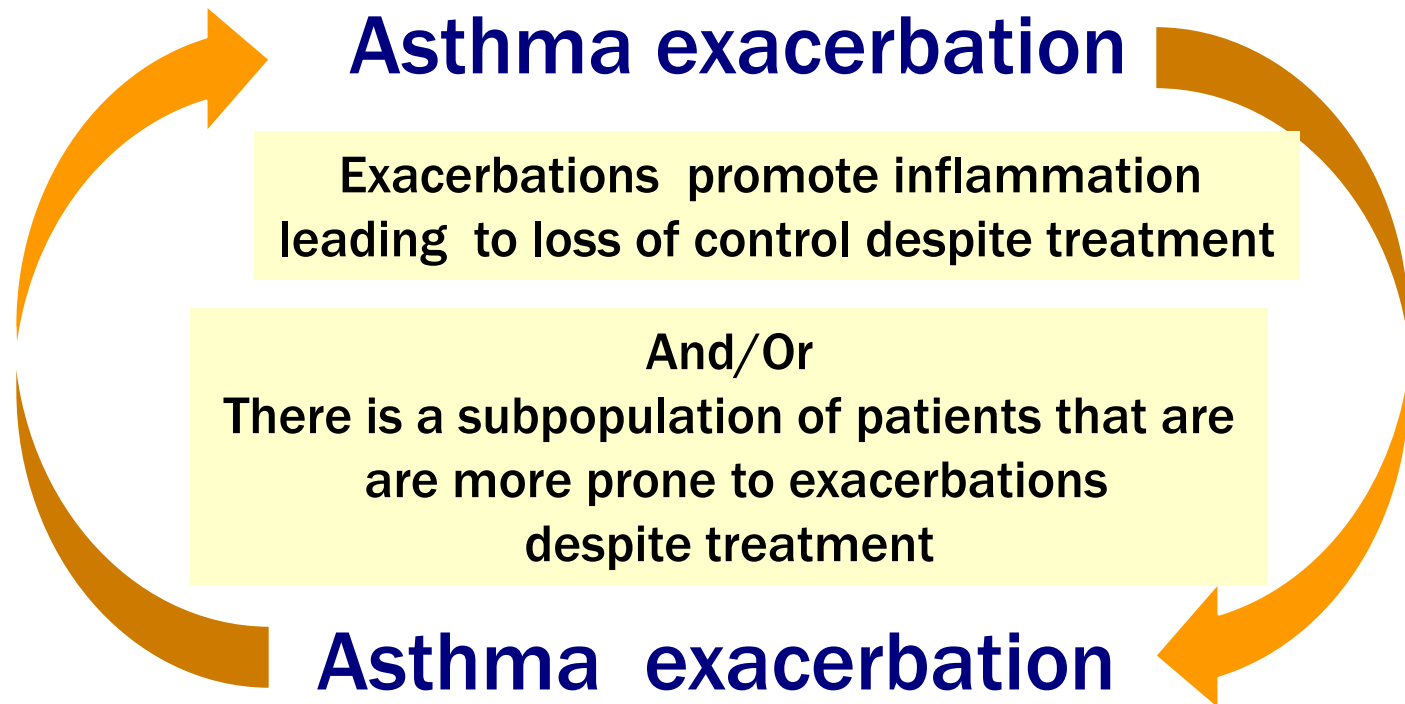 Asthma exacerbation
Exacerbations promote inflammation
leading to loss of control despite treatment
And/Or
There is a subpopulation of patients that are
are more prone to exacerbations
despite treatment
Asthma exacerbation